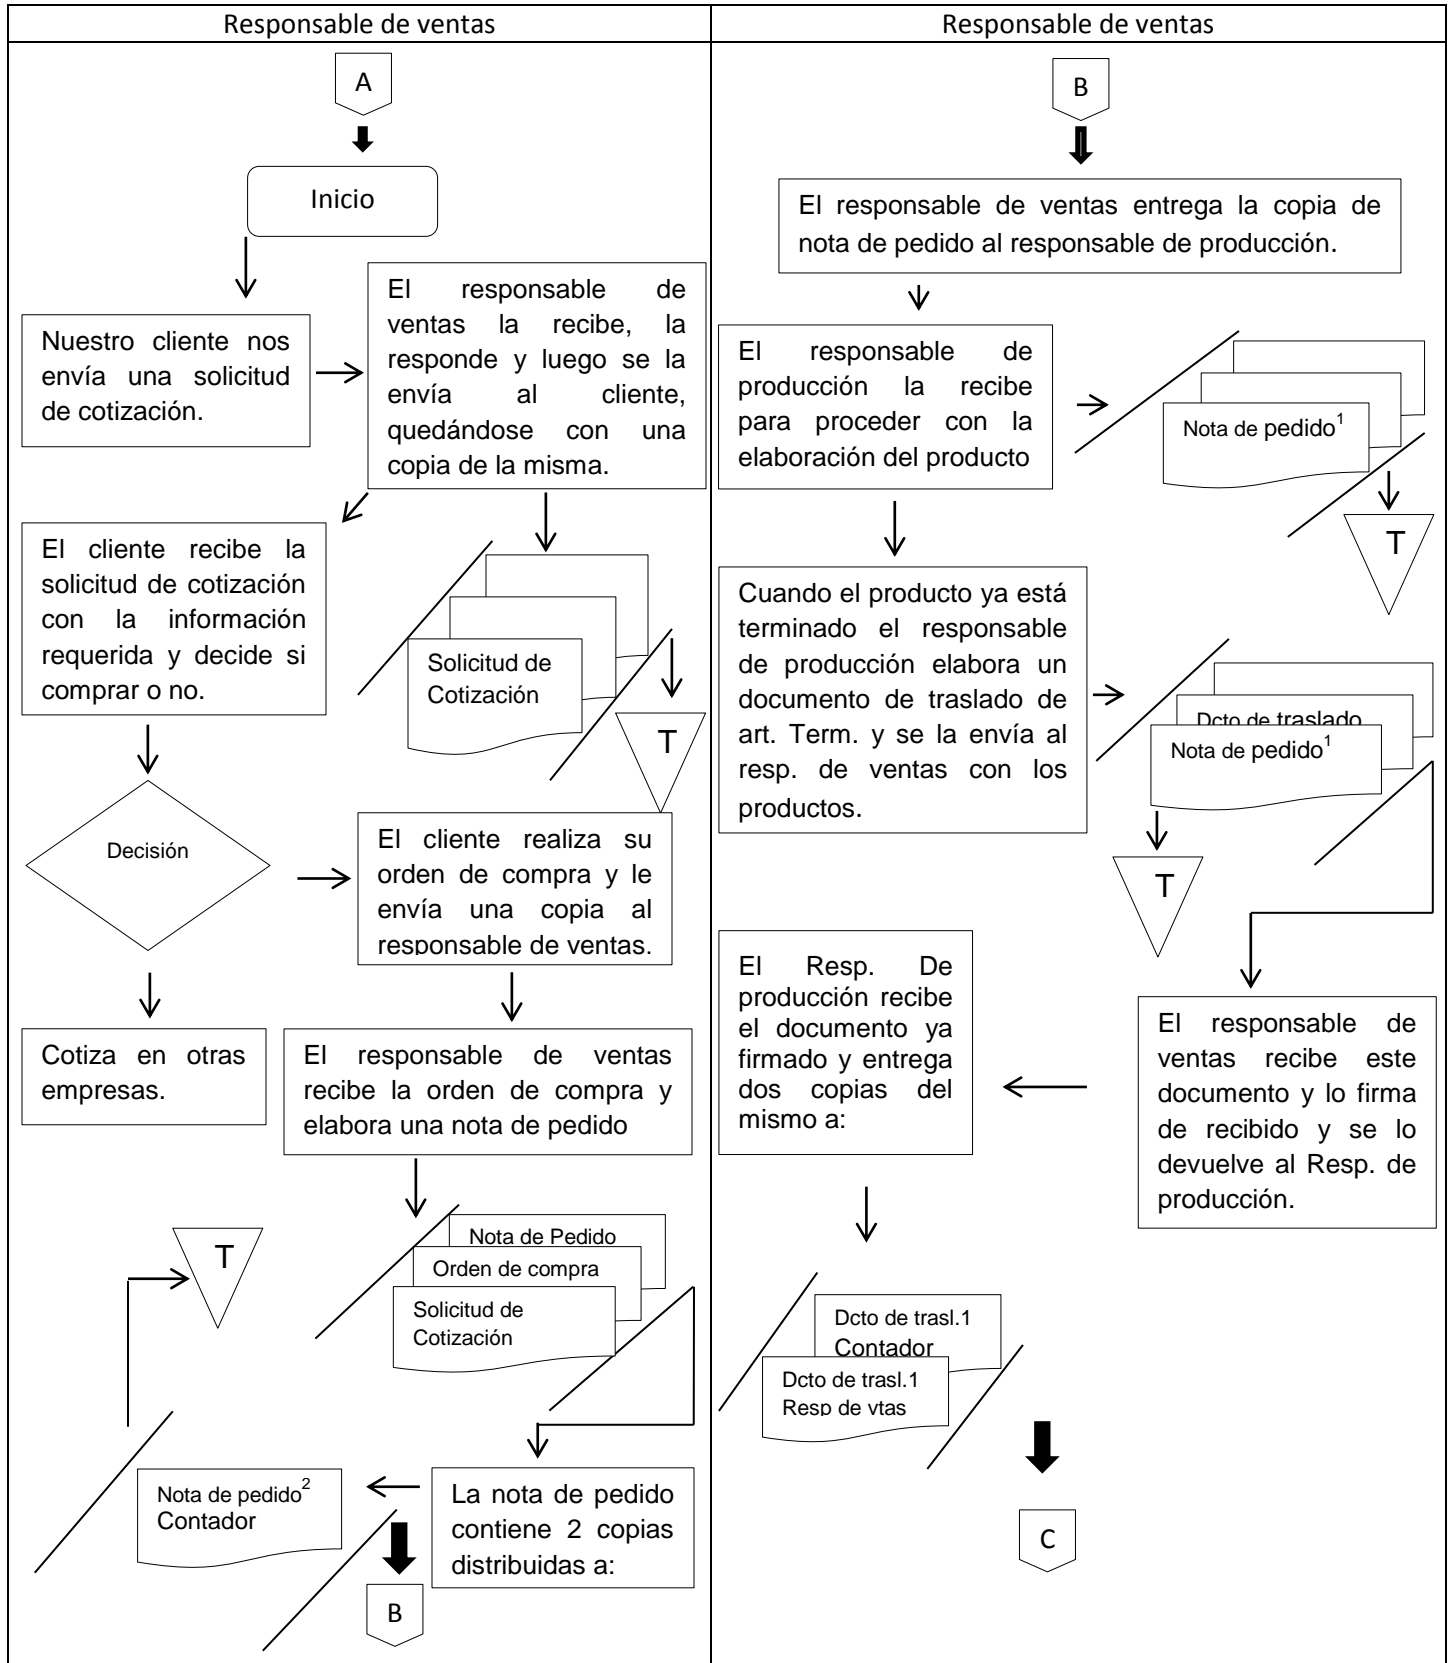 Responsable de ventas
A
Inicio
Nuestro cliente nos
envía una solicitud
de cotización.
El responsable de
ventas la recibe, la
responde y luego se la
envía al cliente,
quedándose con una
copia de la misma.
El cliente recibe la
solicitud de cotización
con la información
requerida y decide si
comprar o no.
Solicitud de
Cotización
T
Decisión
El cliente realiza su
orden de compra y le
envía una copia al
responsable de ventas.
Cotiza en otras
empresas.
El responsable de ventas
recibe la orden de compra y
elabora una nota de pedido
T
Nota de Pedido
Orden de compra
Solicitud de
Cotización
Nota de pedido2
Contador
La nota de pedido
contiene 2 copias
distribuidas a:
B
Responsable de ventas
B
El responsable de ventas entrega la copia de
nota de pedido al responsable de producción.
El responsable de
producción la recibe
para proceder con la
elaboración del producto
Nota de pedido1
T
Cuando el producto ya está
terminado el responsable
de producción elabora un
documento de traslado de
art. Term. y se la envía al
resp. de ventas con los
productos.
Dcto de traslado
Nota de pedido1
T
El Resp. De
producción recibe
el documento ya
firmado y entrega
dos copias del
mismo a:
El responsable de
ventas recibe este
documento y lo firma
de recibido y se lo
devuelve al Resp. de
producción.
Dcto de trasl.1
Contador
Dcto de trasl.1
Resp de vtas
C